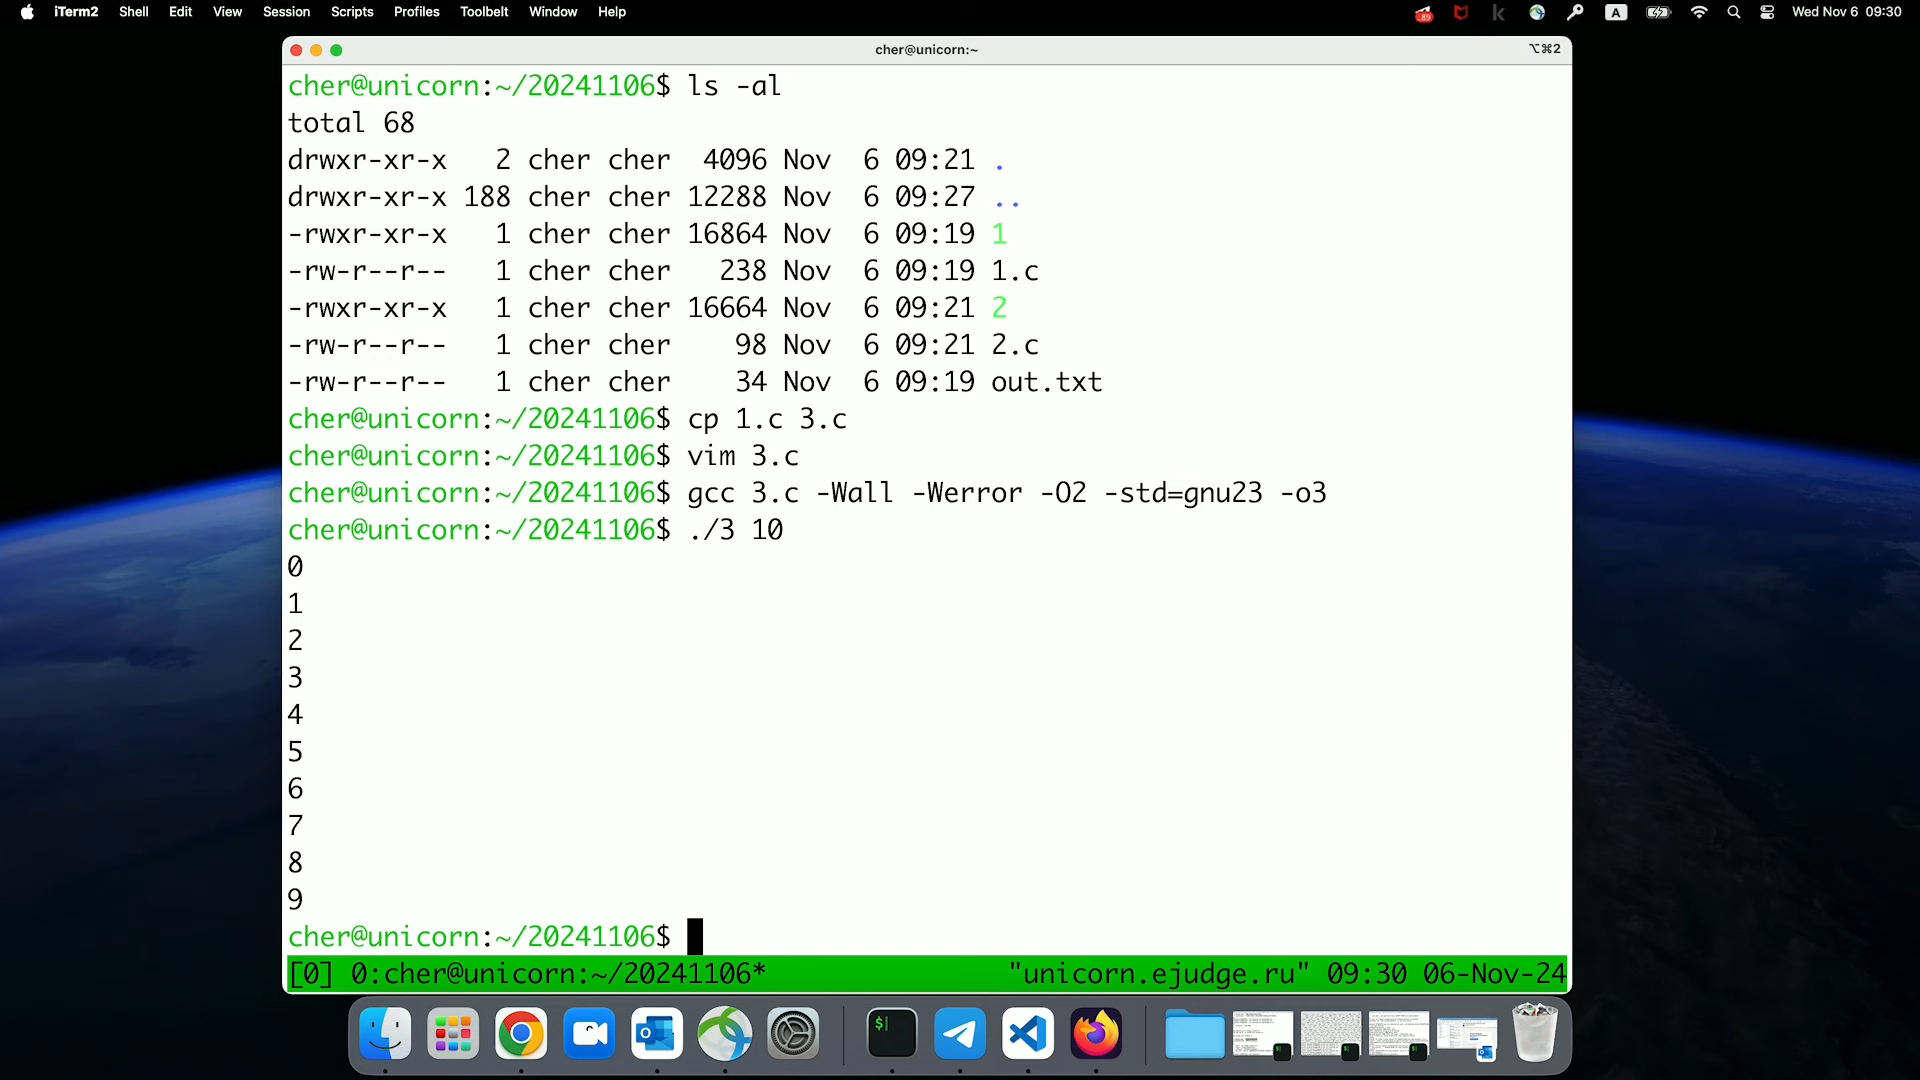 iTerm2 Shell Edit View Session Scripts Profiles Toolbelt Window Help A Wed Nov 6 09:30
cher@unicorn:~ ⌥⌘2
cher@unicorn:~/20241106$ ls -al
total 68
drwxr-xr-x   2 cher cher  4096 Nov  6 09:21 .
drwxr-xr-x 188 cher cher 12288 Nov  6 09:27 ..
-rwxr-xr-x   1 cher cher 16864 Nov  6 09:19 1
-rw-r--r--   1 cher cher   238 Nov  6 09:19 1.c
-rwxr-xr-x   1 cher cher 16664 Nov  6 09:21 2
-rw-r--r--   1 cher cher    98 Nov  6 09:21 2.c
-rw-r--r--   1 cher cher    34 Nov  6 09:19 out.txt
cher@unicorn:~/20241106$ cp 1.c 3.c
cher@unicorn:~/20241106$ vim 3.c
cher@unicorn:~/20241106$ gcc 3.c -Wall -Werror -O2 -std=gnu23 -o3
cher@unicorn:~/20241106$ ./3 10
0
1
2
3
4
5
6
7
8
9
cher@unicorn:~/20241106$
[0] 0:cher@unicorn:~/20241106* "unicorn.ejudge.ru" 09:30 06-Nov-24